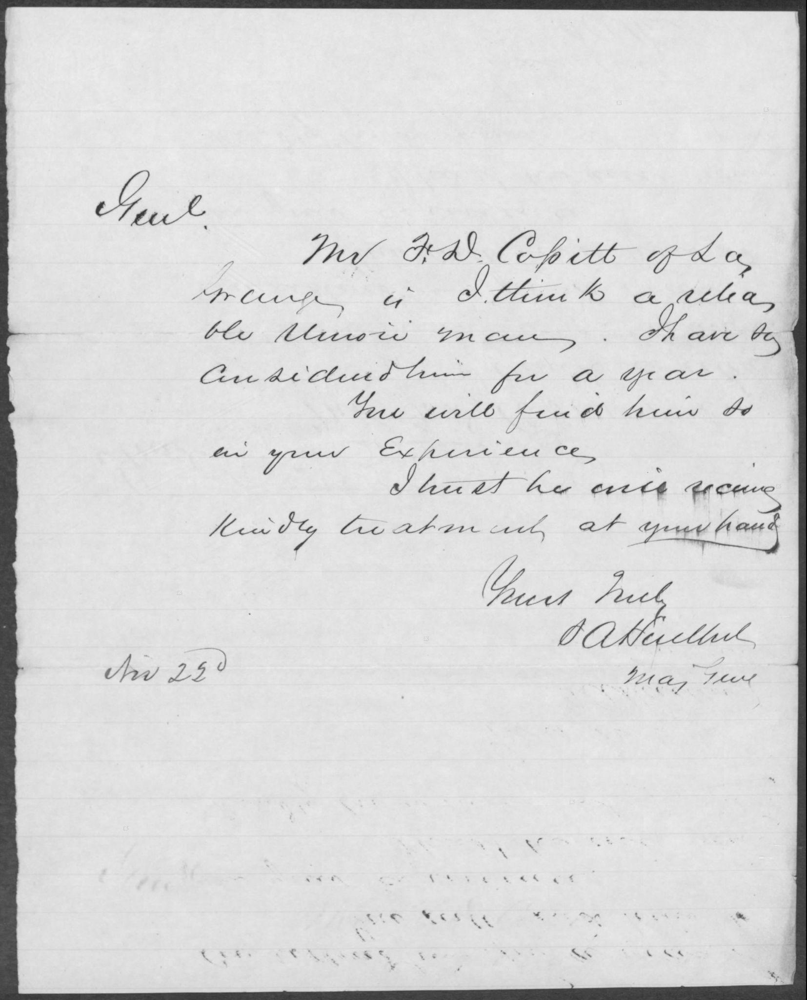 Genl.
Mr F. D. Cossitt of La
Grange is I think a relia
ble Union man. I have so
considered him for a year.
You will find him so
in your Experience
I trust he will receive
Kindly treatment at your hands
Yours Truly
S A Hurlbut
Maj Genl
Nov 22d